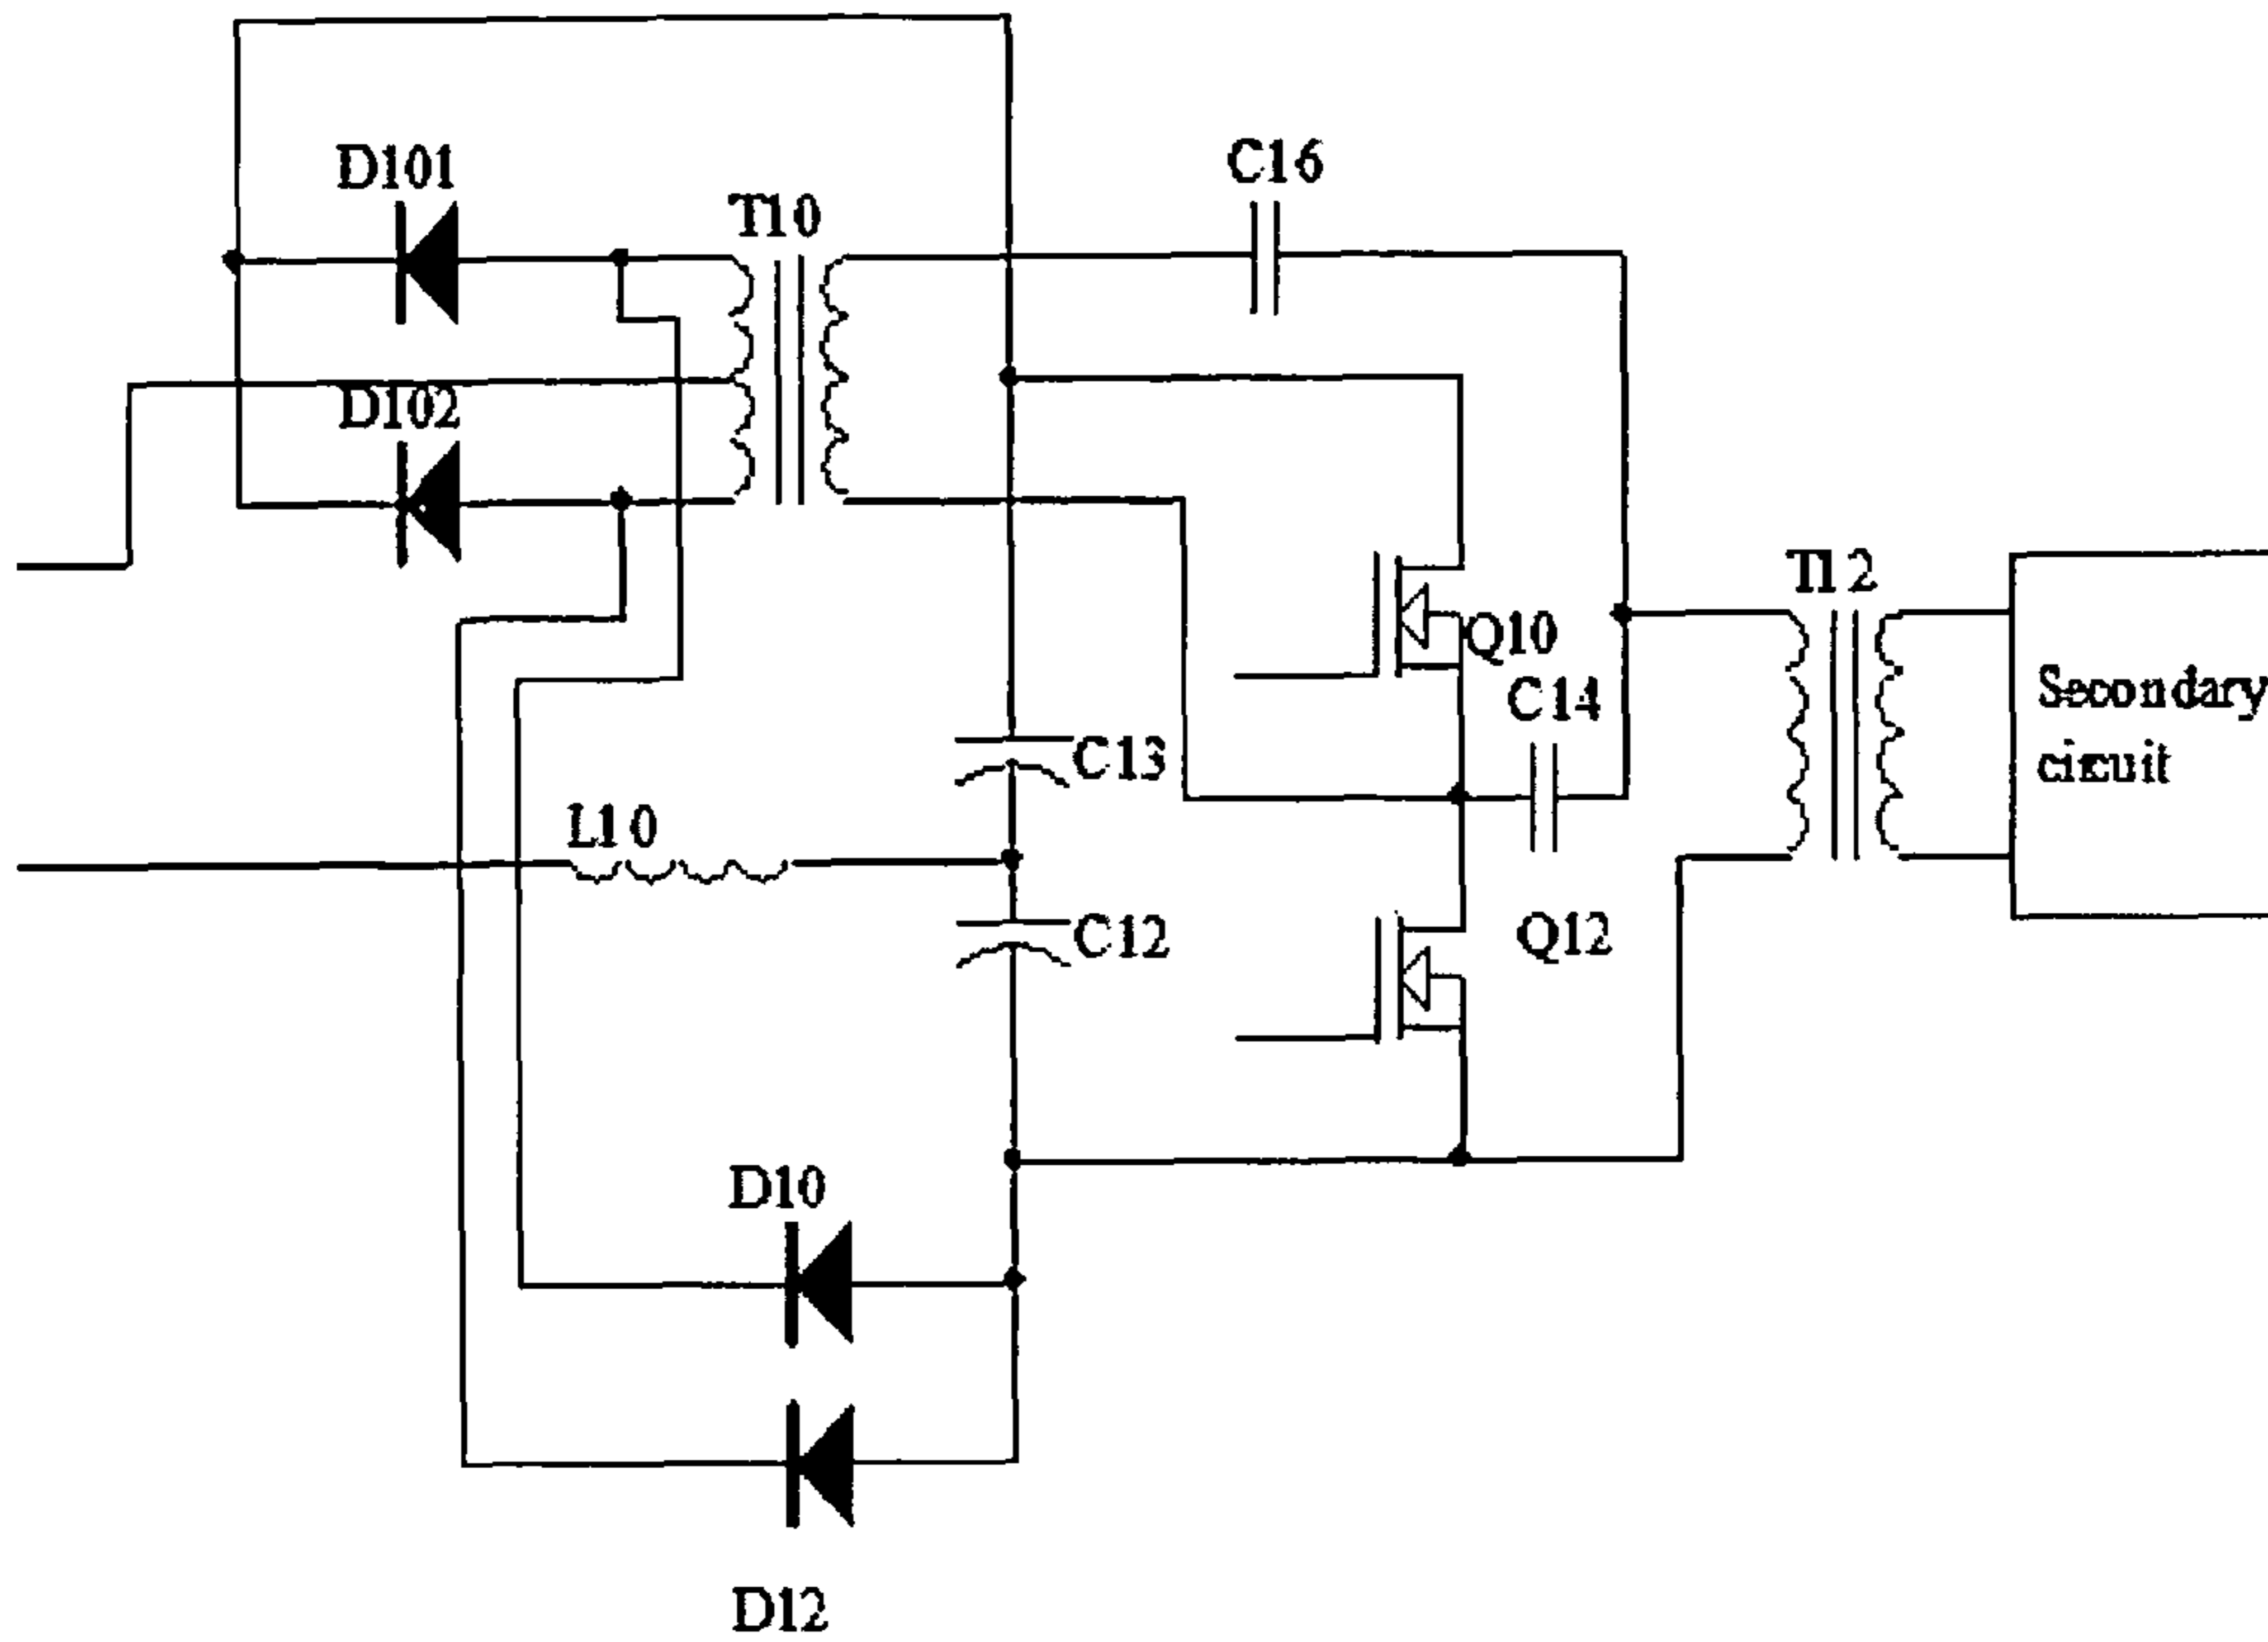 D101
C16
T10
D102
T12
Q10
Secondary
circuit
C14
C13
L10
C12
Q12
D10
D12